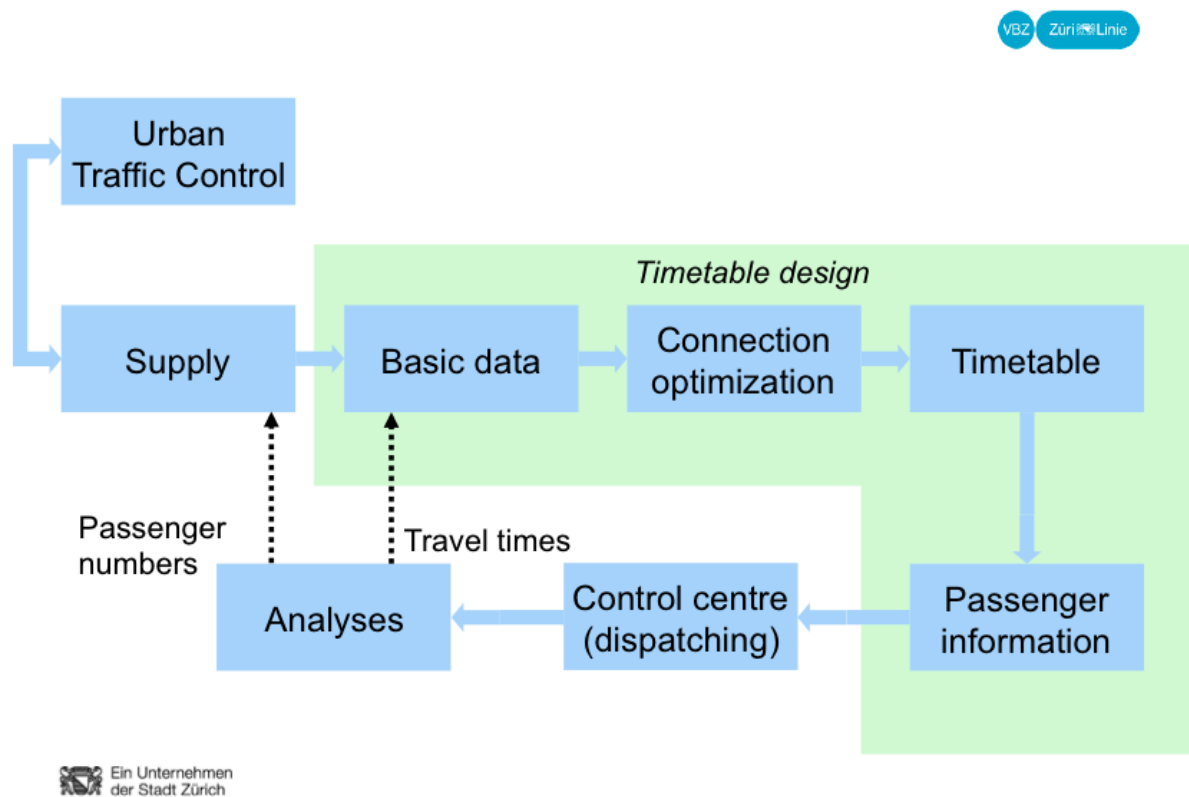 VBZ Züri Linie
Urban
Traffic Control
Timetable design
Supply
Basic data
Connection
optimization
Timetable
Passenger
numbers
Travel times
Analyses
Control centre
(dispatching)
Passenger
information
Ein Unternehmen
der Stadt Zürich